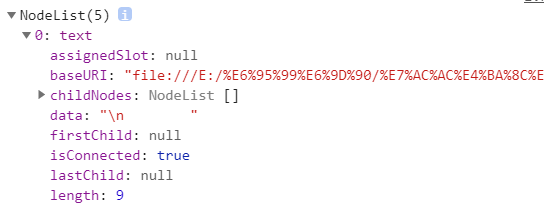 NodeList(5) i
0: text
assignedSlot: null
baseURI: "file:///E:/%E6%95%99%E6%9D%90/%E7%AC%AC%E4%BA%8C%E
childNodes: NodeList []
data: "\n        "
firstChild: null
isConnected: true
lastChild: null
length: 9